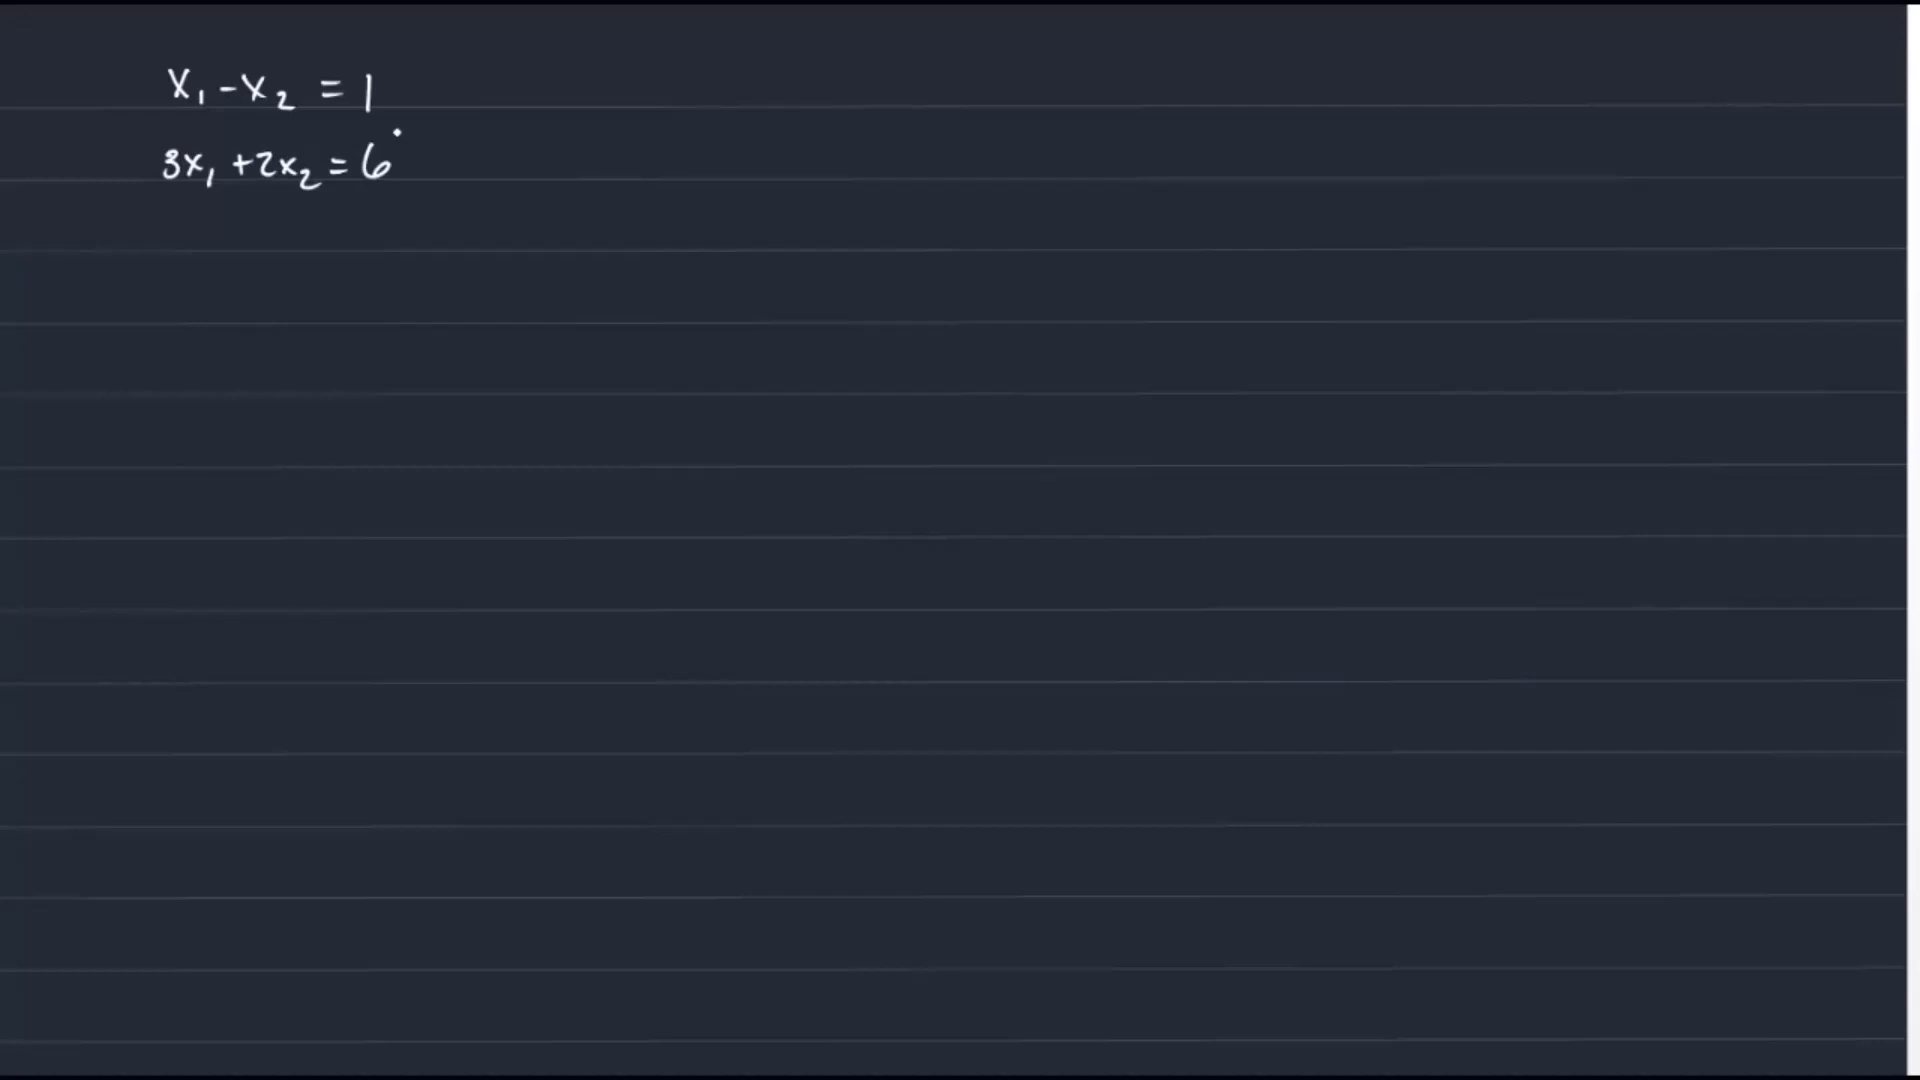 x₁ - x₂ = 1
3x₁ + 2x₂ = 6